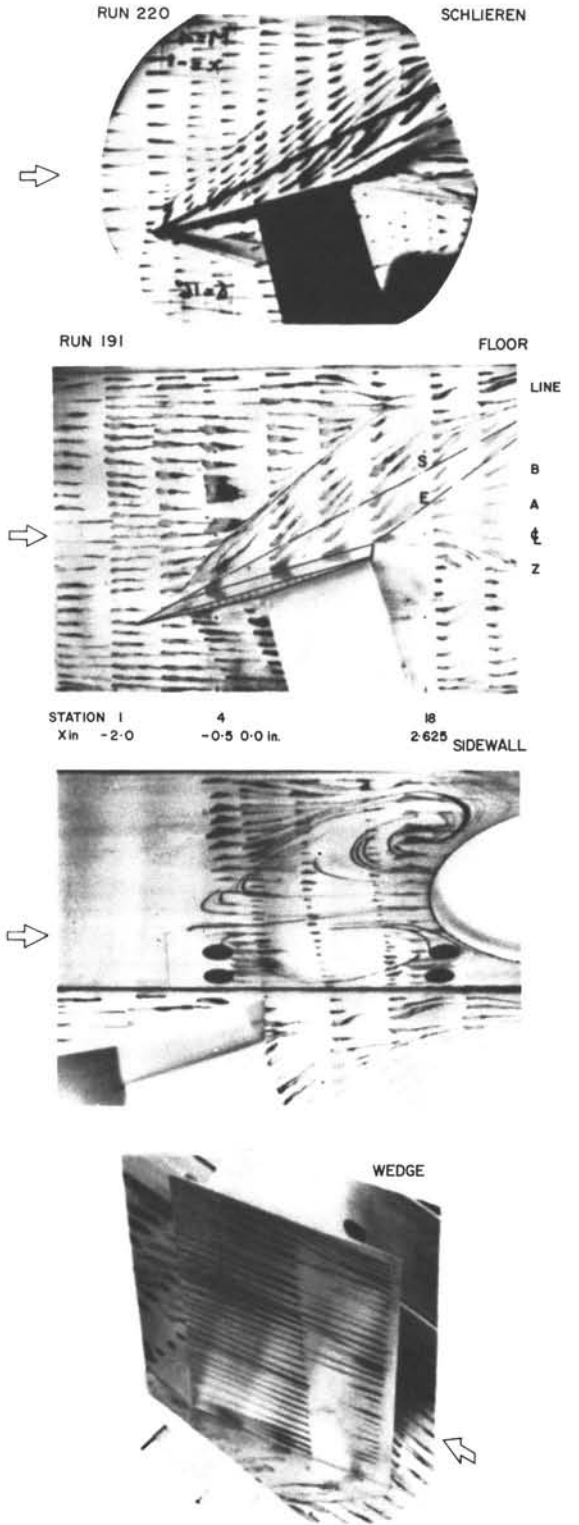 RUN 220 SCHLIEREN
RUN 191 FLOOR
LINE
S
B
E
A
℄
Z
STATION 1 4 18
X in -2.0 -0.5 0.0 in. 2.625
SIDEWALL
WEDGE